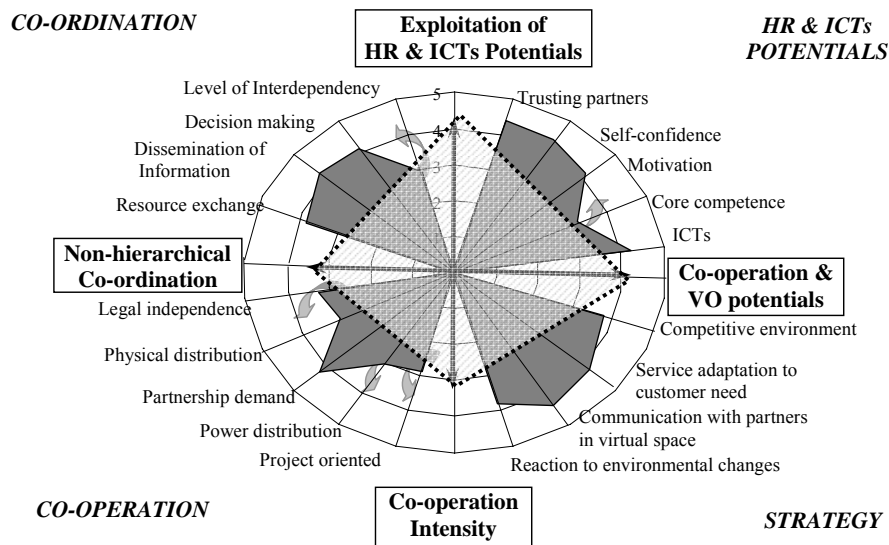 CO-ORDINATION
Exploitation of
HR & ICTs Potentials
HR & ICTs
POTENTIALS
Level of Interdependency
5
Trusting partners
Decision making
4
Self-confidence
Dissemination of
Information
3
Motivation
Resource exchange
2
Core competence
ICTs
Non-hierarchical
Co-ordination
Co-operation &
VO potentials
Legal independence
Competitive environment
Physical distribution
Service adaptation to
customer need
Partnership demand
Communication with partners
in virtual space
Power distribution
Project oriented
Reaction to environmental changes
CO-OPERATION
Co-operation
Intensity
STRATEGY